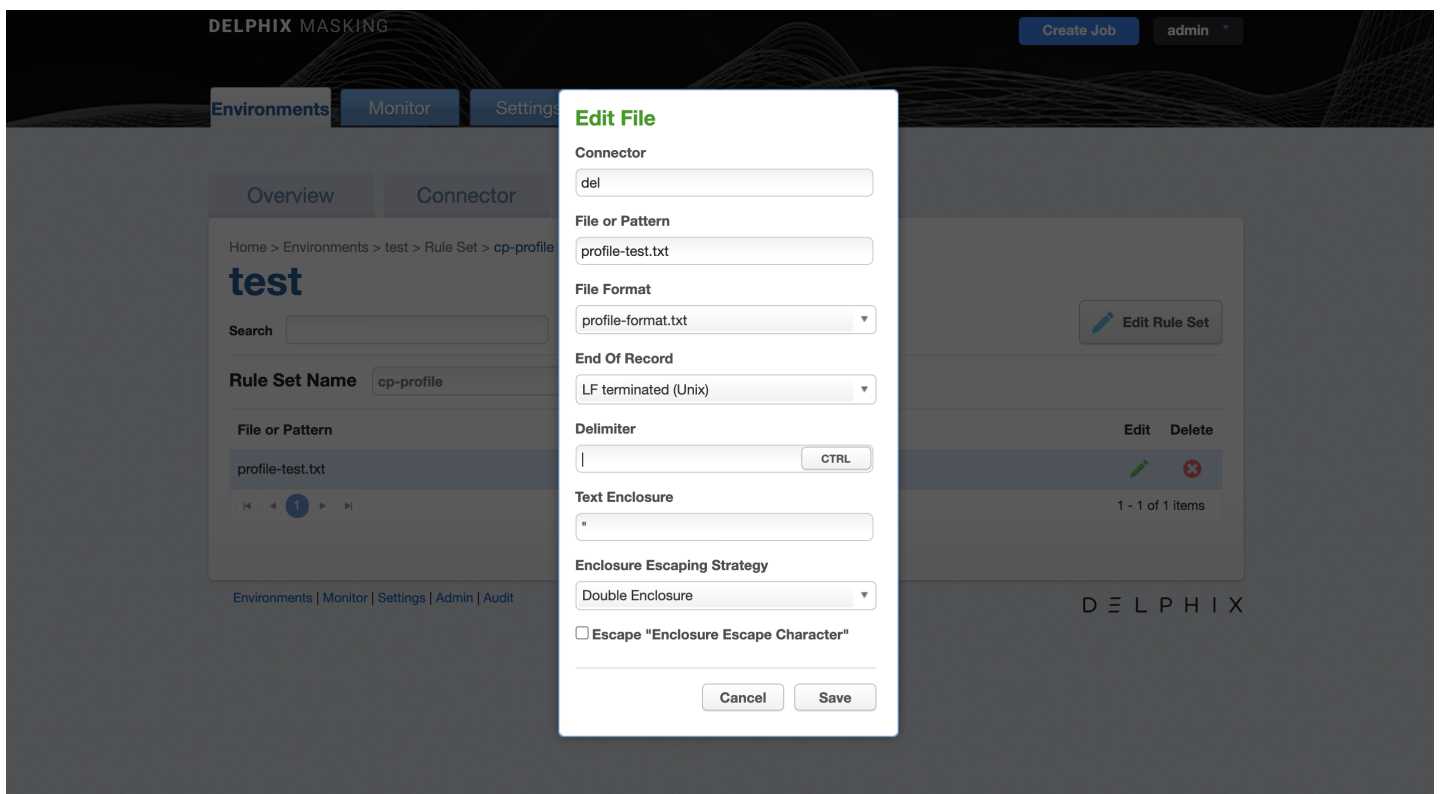 DELPHIX MASKING
Create Job
admin
Environments
Monitor
Settings
Overview
Connector
Home > Environments > test > Rule Set > cp-profile
test
Search
Edit Rule Set
Rule Set Name
cp-profile
File or Pattern
Edit
Delete
profile-test.txt
1
1 - 1 of 1 items
Environments | Monitor | Settings | Admin | Audit
DELPHIX
Edit File
Connector
del
File or Pattern
profile-test.txt
File Format
profile-format.txt
End Of Record
LF terminated (Unix)
Delimiter
|
CTRL
Text Enclosure
"
Enclosure Escaping Strategy
Double Enclosure
Escape "Enclosure Escape Character"
Cancel
Save